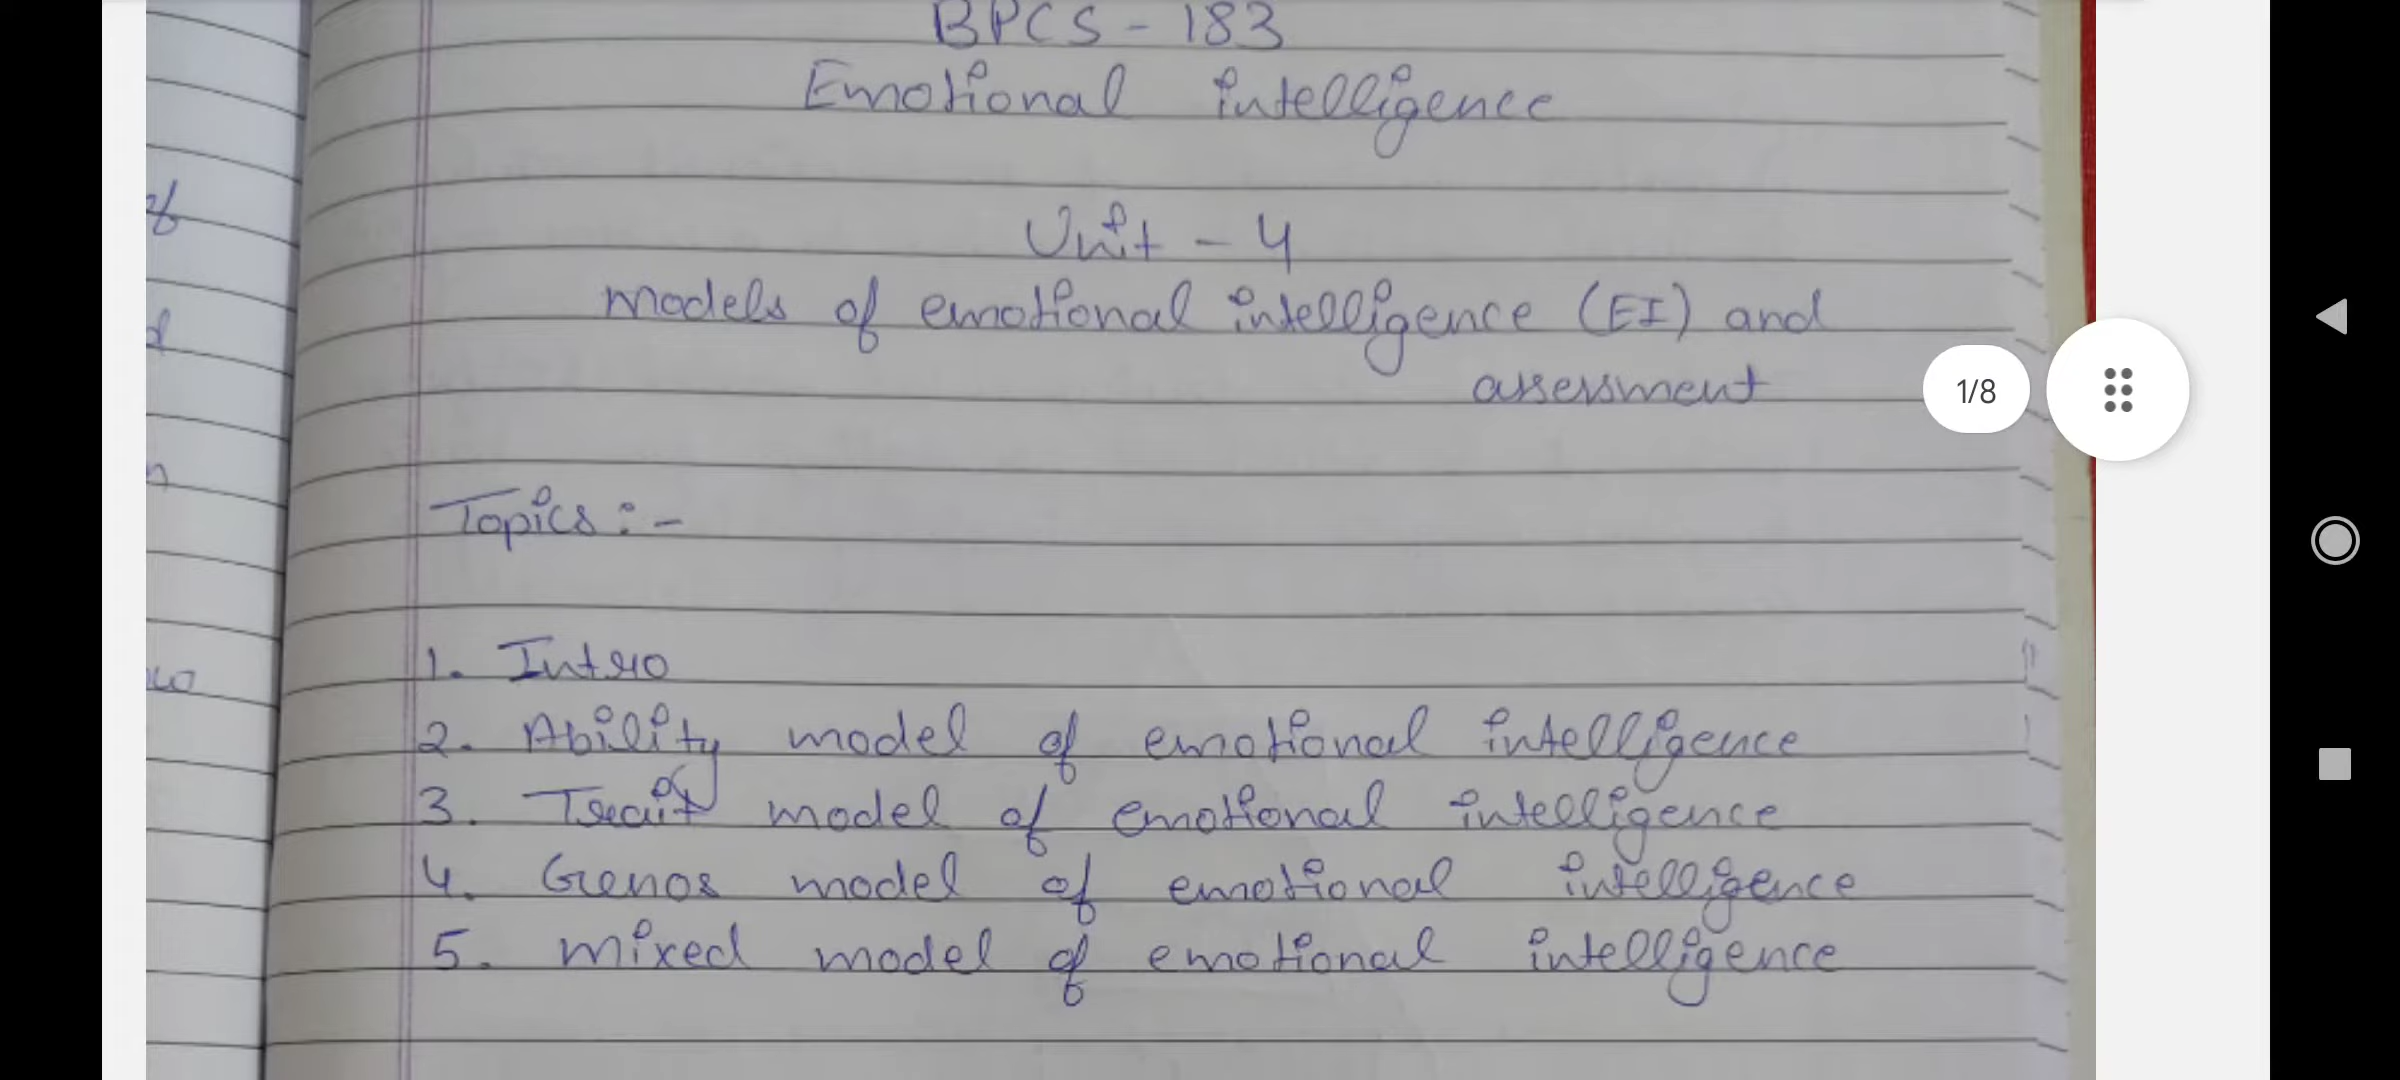 BPCS - 183
Emotional intelligence
Unit - 4
Models of emotional intelligence (EI) and
assessment
Topics :-
1. Intro
2. Ability model of emotional intelligence
3. Trait model of emotional intelligence
4. Genos model of emotional intelligence
5. Mixed model of emotional intelligence
1/8
of